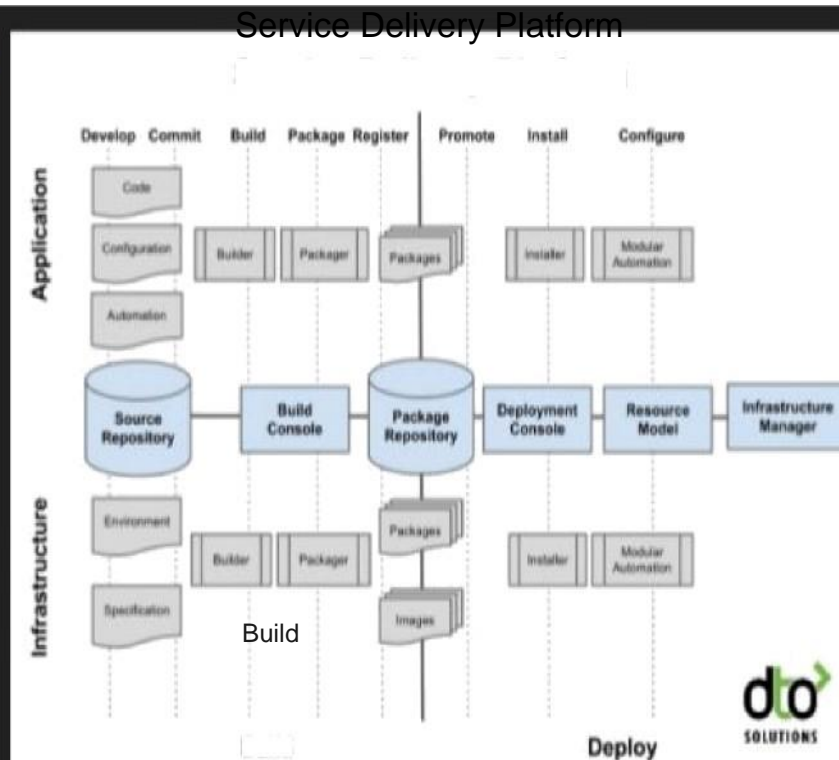 Service Delivery Platform
Develop Commit Build Package Register Promote Install Configure
Application
Code
Configuration
Automation
Builder
Packager
Packages
Installer
Modular
Automation
Source
Repository
Build
Console
Package
Repository
Deployment
Console
Resource
Model
Infrastructure
Manager
Infrastructure
Environment
Specification
Builder
Packager
Packages
Images
Installer
Modular
Automation
Build
Deploy
dto
SOLUTIONS